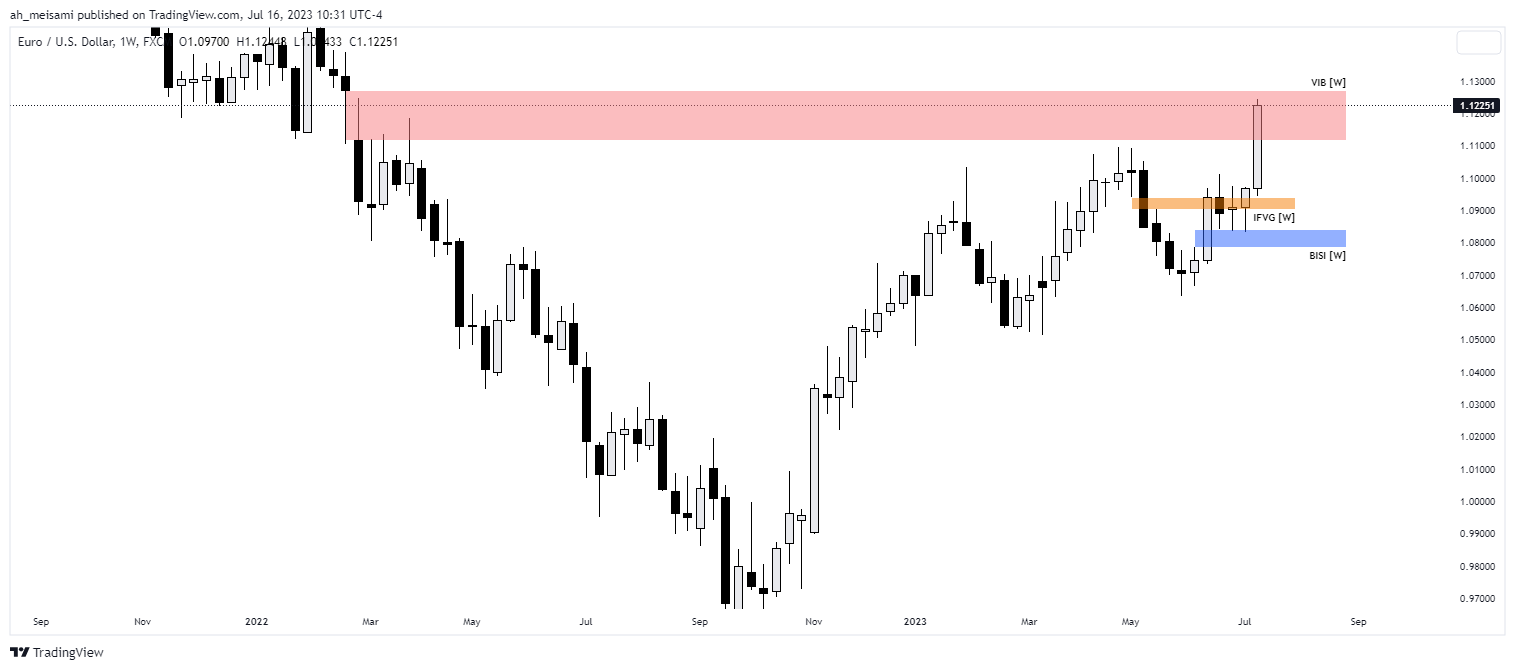 ah_meisami published on TradingView.com, Jul 16, 2023 10:31 UTC-4
Euro / U.S. Dollar, 1W, FXC O1.09700 H1.12448 C1.12251
VIB [W]
1.13000
1.12251
1.12000
1.11000
1.10000
1.09000
IFVG [W]
1.08000
BISI [W]
1.07000
1.06000
1.05000
1.04000
1.03000
1.02000
1.01000
1.00000
0.99000
0.98000
0.97000
Sep Nov 2022 Mar May Jul Sep Nov 2023 Mar May Jul Sep
TradingView